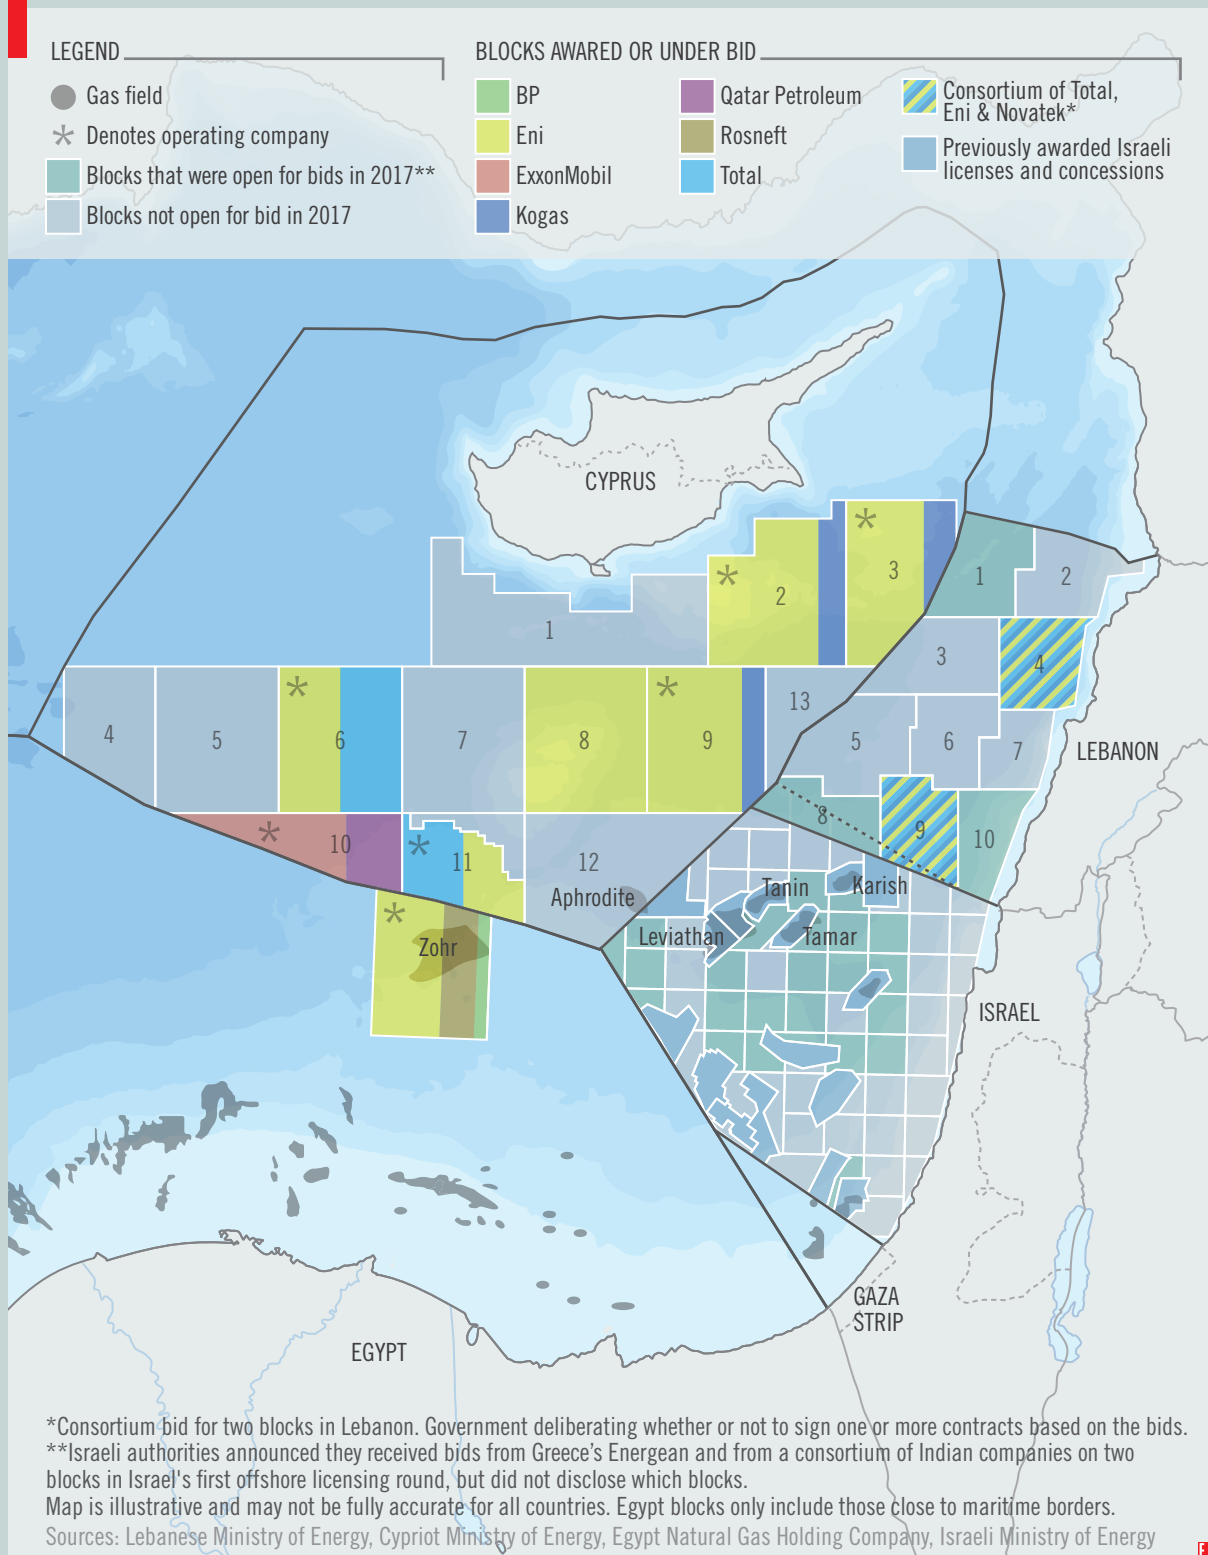 LEGEND
Gas field
* Denotes operating company
Blocks that were open for bids in 2017**
Blocks not open for bid in 2017
BLOCKS AWARED OR UNDER BID
BP
Eni
ExxonMobil
Kogas
Qatar Petroleum
Rosneft
Total
Consortium of Total,
Eni & Novatek*
Previously awarded Israeli
licenses and concessions
CYPRUS
*
*
3
1
2
2
1
3
4
*
*
13
4
5
6
7
8
9
5
6
7
LEBANON
*
10
*
11
12
8
9
10
Aphrodite
Tanin
Karish
*
Zohr
Leviathan
Tamar
ISRAEL
GAZA
STRIP
EGYPT
*Consortium bid for two blocks in Lebanon. Government deliberating whether or not to sign one or more contracts based on the bids.
**Israeli authorities announced they received bids from Greece’s Energean and from a consortium of Indian companies on two
blocks in Israel's first offshore licensing round, but did not disclose which blocks.
Map is illustrative and may not be fully accurate for all countries. Egypt blocks only include those close to maritime borders.
Sources: Lebanese Ministry of Energy, Cypriot Ministry of Energy, Egypt Natural Gas Holding Company, Israeli Ministry of Energy
E